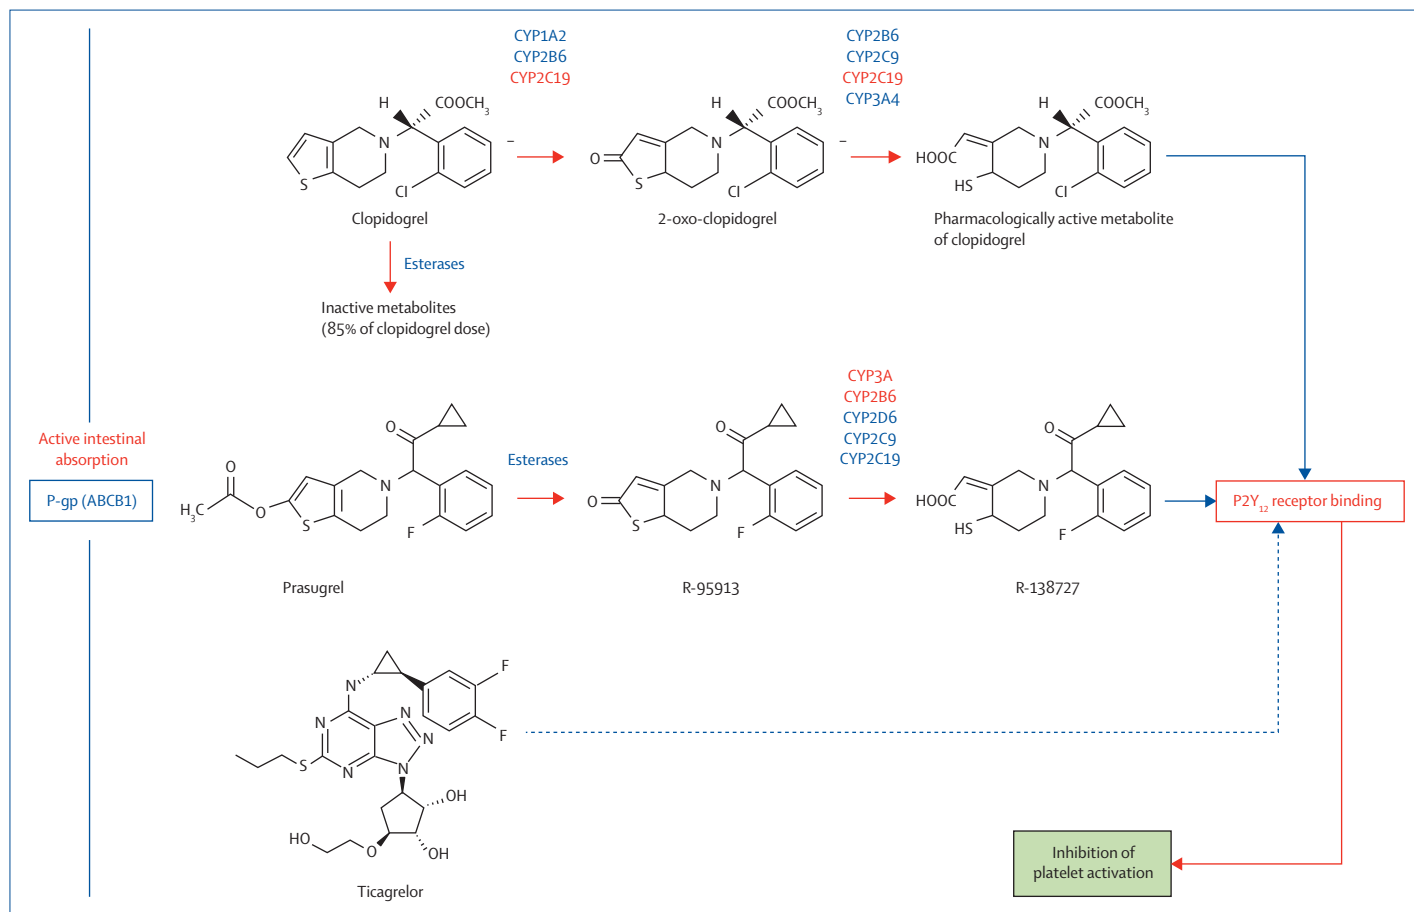 CYP1A2
CYP2B6
CYP2C19
CYP2B6
CYP2C9
CYP2C19
CYP3A4
H
COOCH3
N
S
Cl
Clopidogrel
H
COOCH3
N
O
S
Cl
2-oxo-clopidogrel
H
COOCH3
N
HOOC
HS
Cl
Pharmacologically active metabolite
of clopidogrel
Esterases
Inactive metabolites
(85% of clopidogrel dose)
Active intestinal
absorption
P-gp (ABCB1)
O
O
H3C
O
S
N
F
Prasugrel
Esterases
O
O
S
N
F
R-95913
CYP3A
CYP2B6
CYP2D6
CYP2C9
CYP2C19
O
N
HOOC
HS
F
R-138727
P2Y12 receptor binding
F
F
N
N
N
N
N
N
S
OH
OH
HO
O
Ticagrelor
Inhibition of
platelet activation